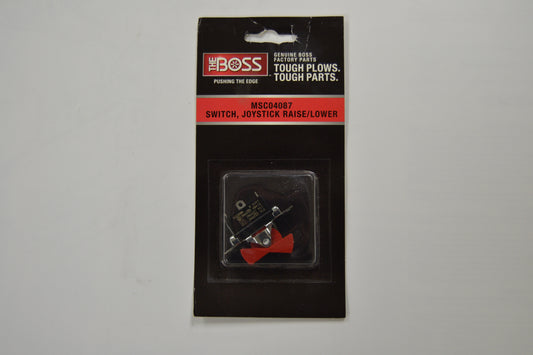 THE BOSS
PUSHING THE EDGE
GENUINE BOSS
FACTORY PARTS
TOUGH PLOWS.
TOUGH PARTS.
MSC04087
SWITCH, JOYSTICK RAISE/LOWER